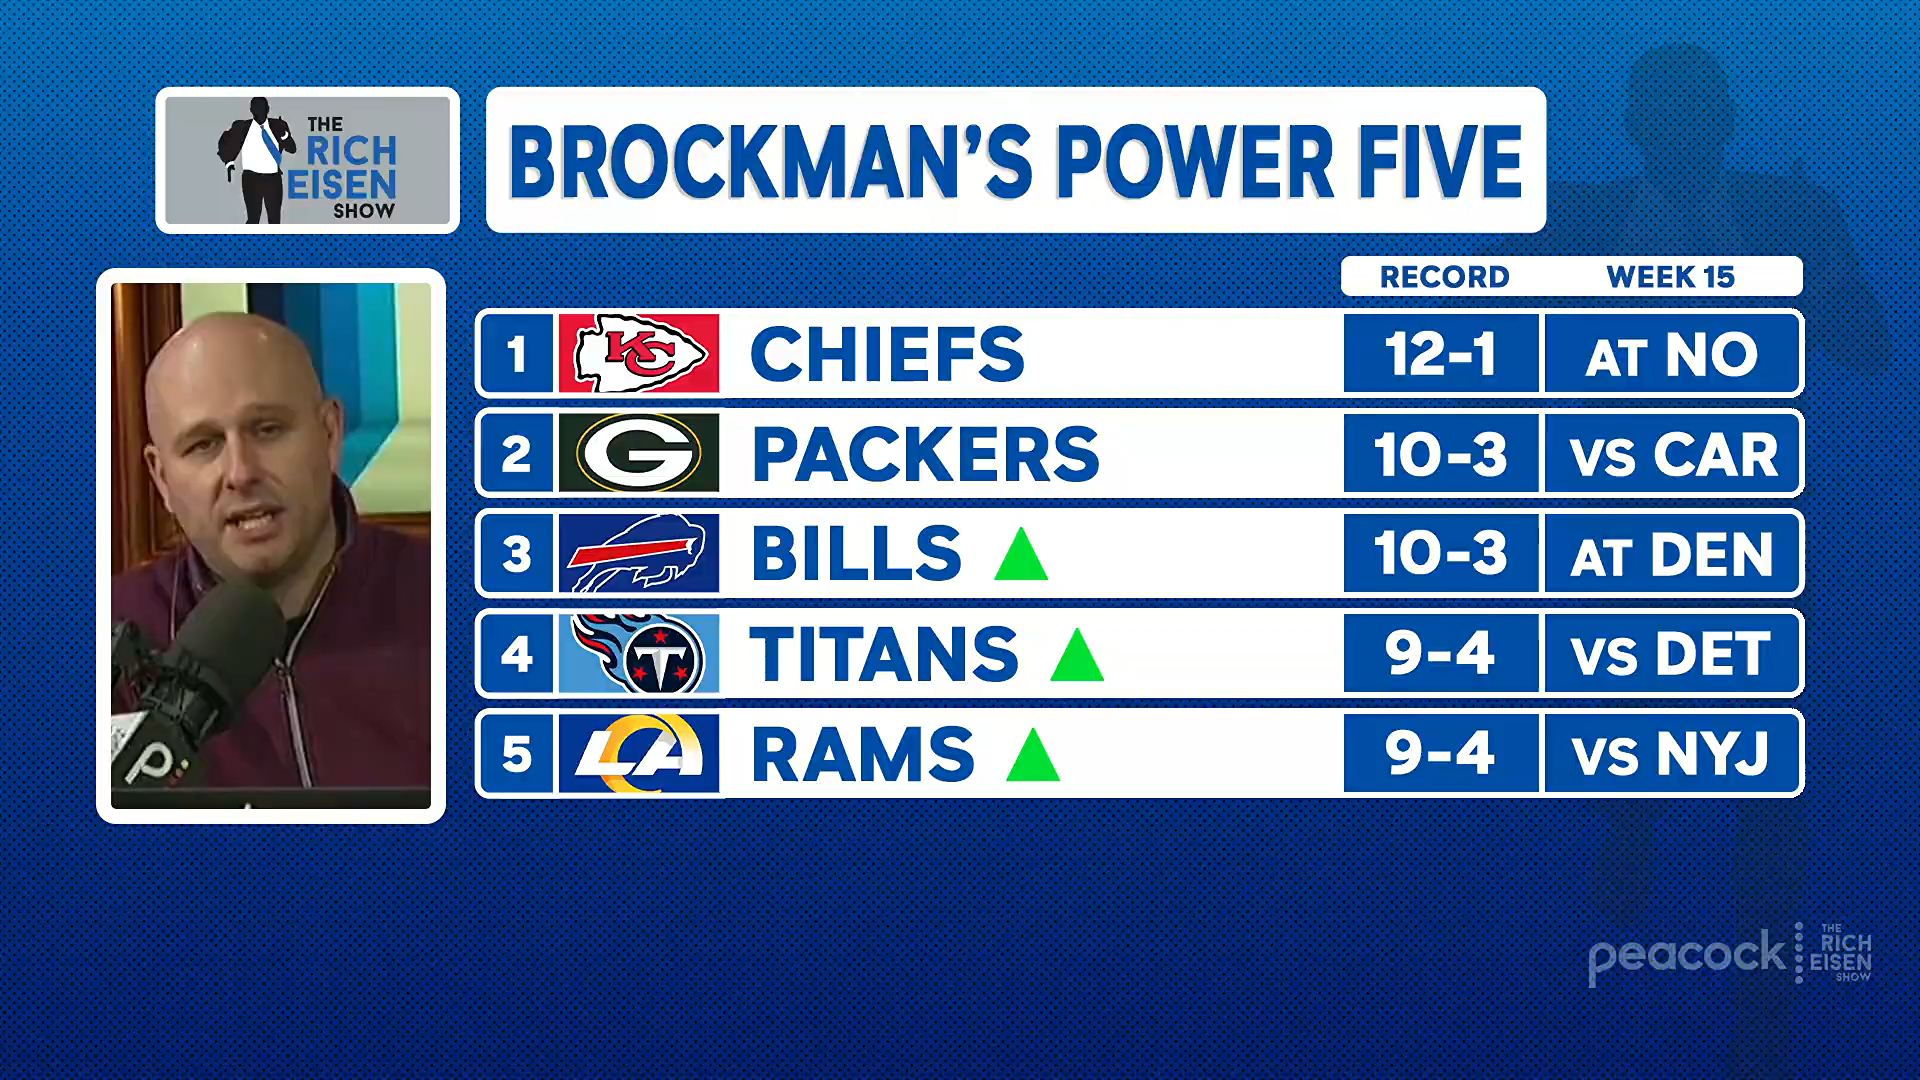 THE
RICH
EISEN
SHOW
BROCKMAN'S POWER FIVE
RECORD WEEK 15
1 KC CHIEFS 12-1 AT NO
2 G PACKERS 10-3 VS CAR
3 BILLS 10-3 AT DEN
4 T TITANS 9-4 VS DET
5 LA RAMS 9-4 VS NYJ
peacock
THE
RICH
EISEN
SHOW